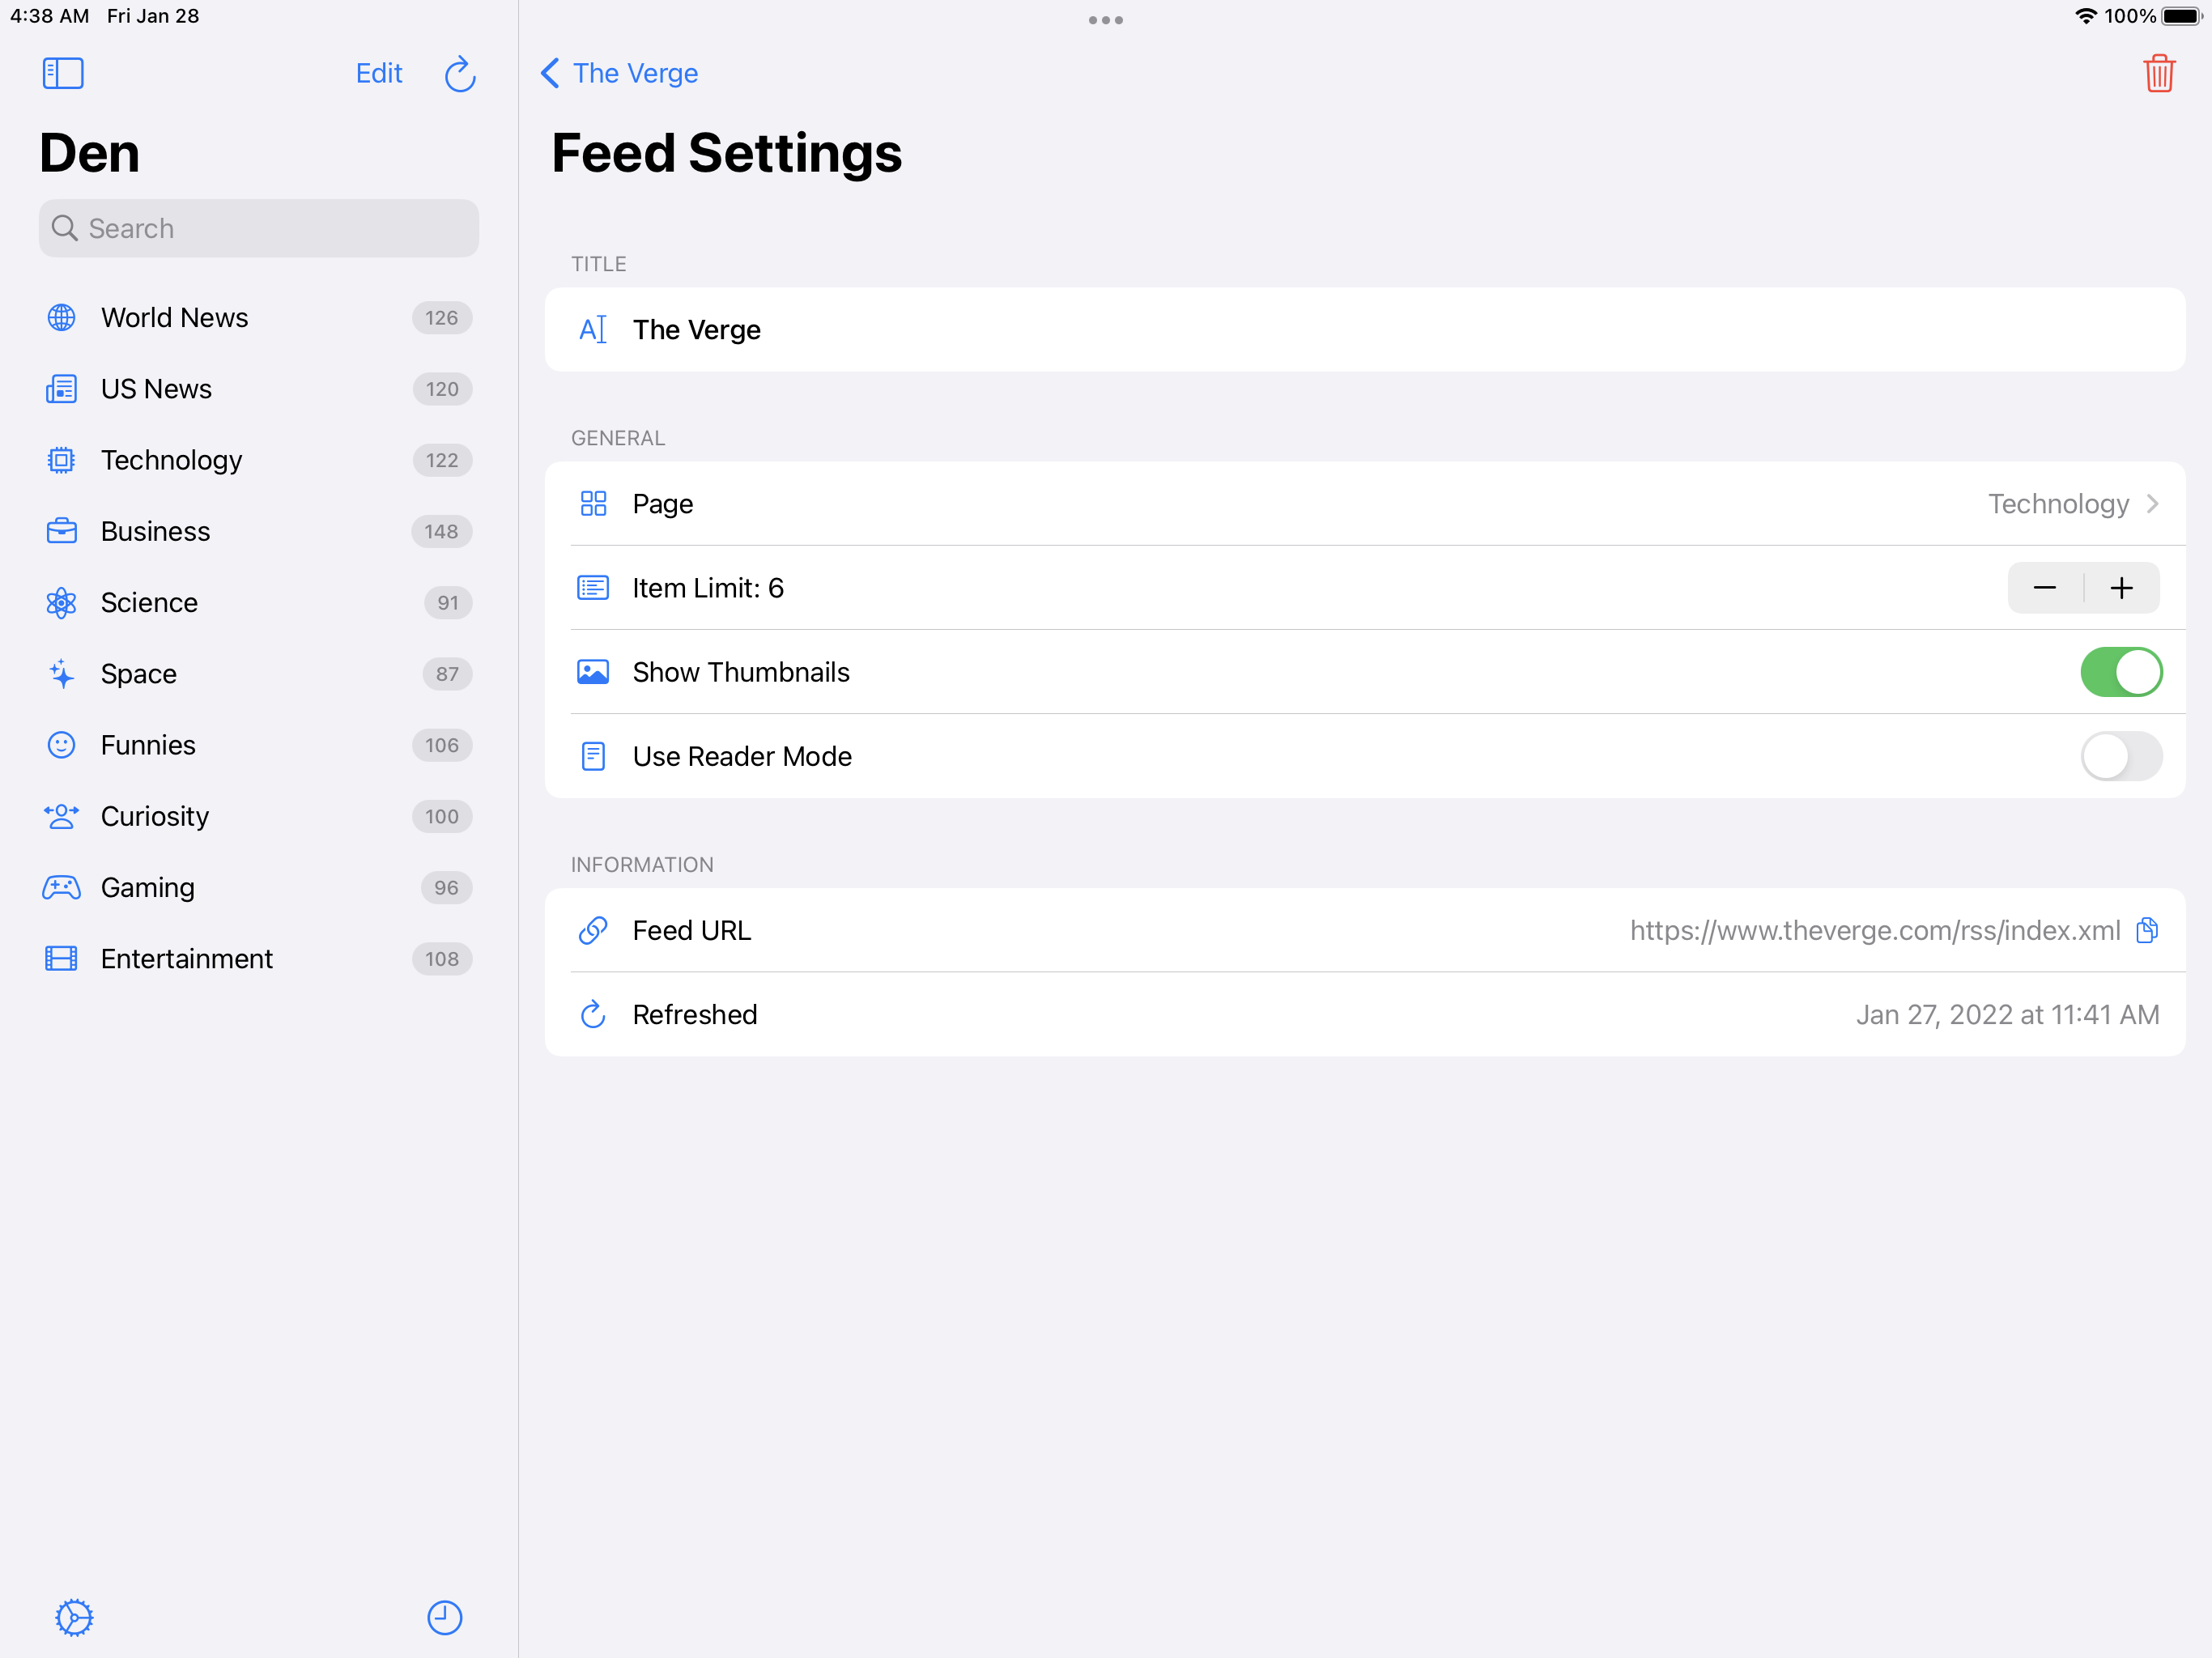 4:38 AM Fri Jan 28
100%
Edit
Den
Search
World News 126
US News 120
Technology 122
Business 148
Science 91
Space 87
Funnies 106
Curiosity 100
Gaming 96
Entertainment 108
The Verge
Feed Settings
TITLE
The Verge
GENERAL
Page Technology
Item Limit: 6
Show Thumbnails
Use Reader Mode
INFORMATION
Feed URL https://www.theverge.com/rss/index.xml
Refreshed Jan 27, 2022 at 11:41 AM